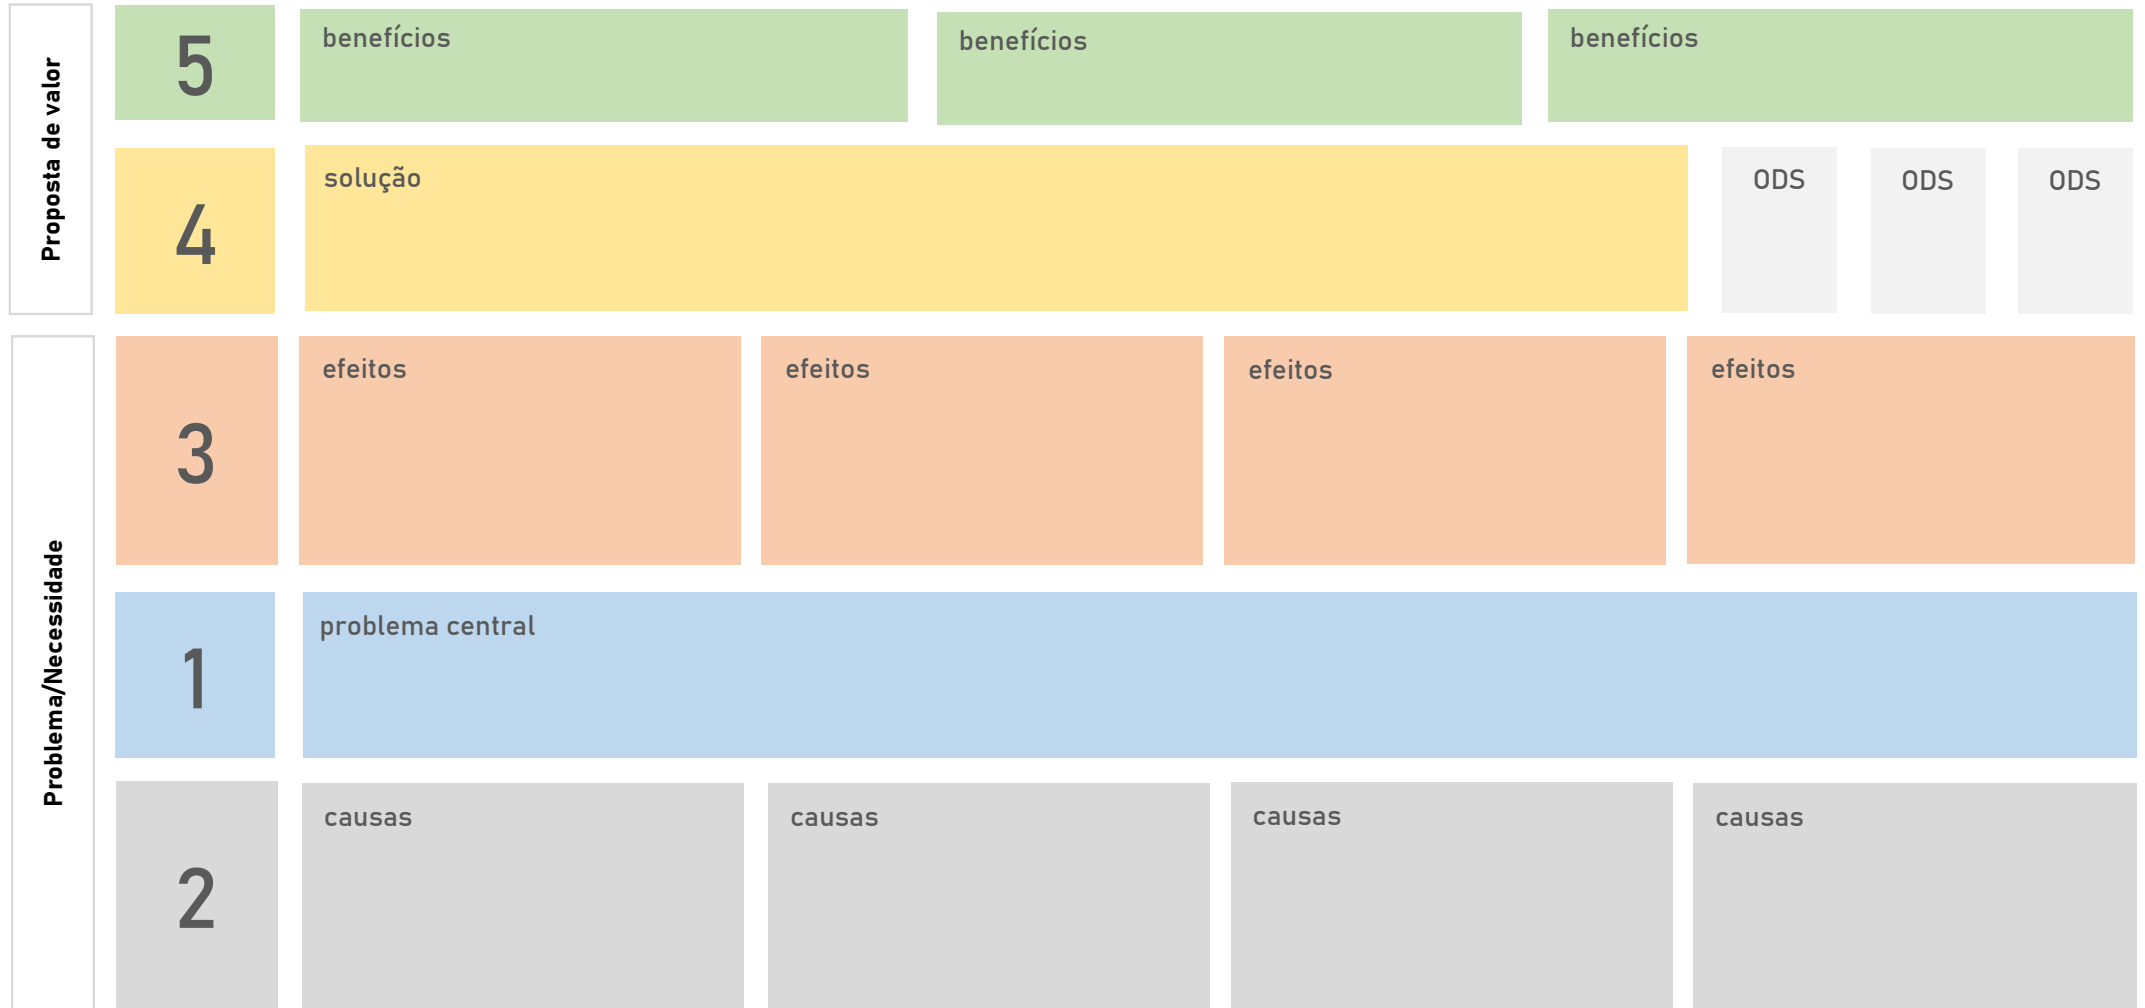 Proposta de valor
5
benefícios
benefícios
benefícios
4
solução
ODS
ODS
ODS
Problema/Necessidade
3
efeitos
efeitos
efeitos
efeitos
1
problema central
2
causas
causas
causas
causas